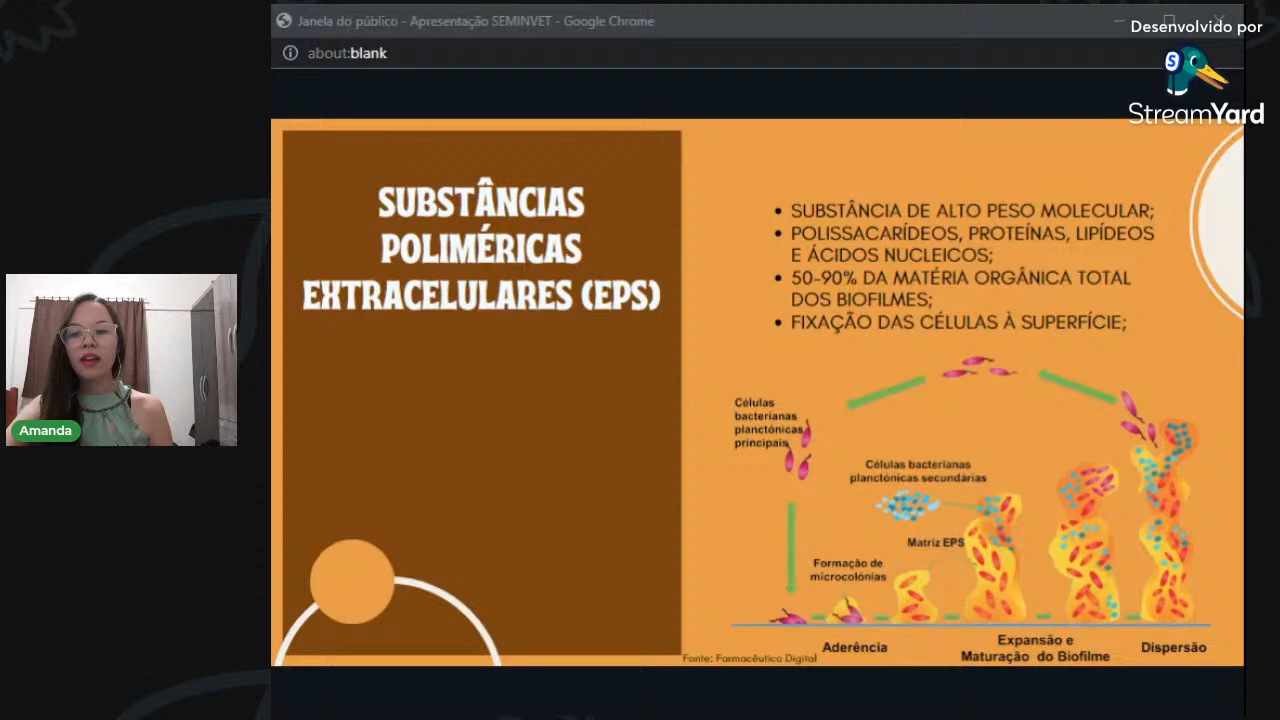 Janela do público - Apresentação SEMINVET - Google Chrome
about:blank
Desenvolvido por
StreamYard
SUBSTÂNCIAS
POLIMÉRICAS
EXTRACELULARES (EPS)
• SUBSTÂNCIA DE ALTO PESO MOLECULAR;
• POLISSACARÍDEOS, PROTEÍNAS, LIPÍDEOS
E ÁCIDOS NUCLEICOS;
• 50-90% DA MATÉRIA ORGÂNICA TOTAL
DOS BIOFILMES;
• FIXAÇÃO DAS CÉLULAS À SUPERFÍCIE;
Células
bacterianas
planctónicas
principais
Células bacterianas
planctónicas secundárias
Matriz EPS
Formação de
microcolónias
Aderência
Expansão e
Maturação do Biofilme
Dispersão
Fonte: Farmacêutico Digital
Amanda